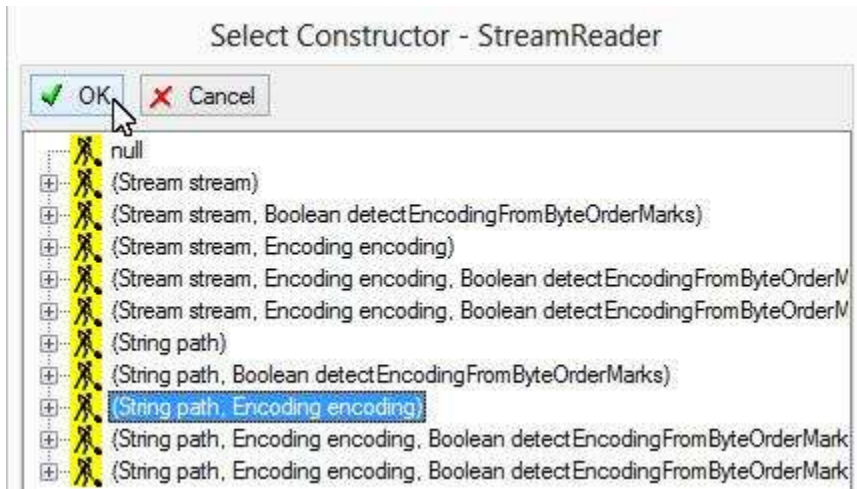 Select Constructor - StreamReader
OK Cancel
null
(Stream stream)
(Stream stream, Boolean detectEncodingFromByteOrderMarks)
(Stream stream, Encoding encoding)
(Stream stream, Encoding encoding, Boolean detectEncodingFromByteOrderM
(Stream stream, Encoding encoding, Boolean detectEncodingFromByteOrderM
(String path)
(String path, Boolean detectEncodingFromByteOrderMarks)
(String path, Encoding encoding)
(String path, Encoding encoding, Boolean detectEncodingFromByteOrderMark
(String path, Encoding encoding, Boolean detectEncodingFromByteOrderMark